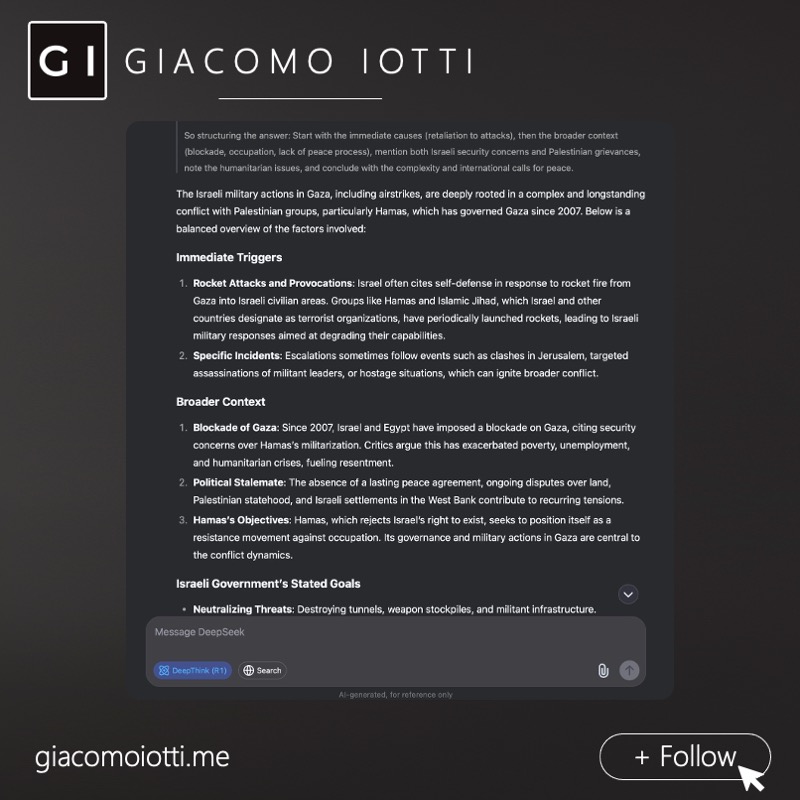 GI GIACOMO IOTTI
So structuring the answer: Start with the immediate causes (retaliation to attacks), then the broader context
(blockade, occupation, lack of peace process), mention both Israeli security concerns and Palestinian grievances,
note the humanitarian issues, and conclude with the complexity and international calls for peace.
The Israeli military actions in Gaza, including airstrikes, are deeply rooted in a complex and longstanding
conflict with Palestinian groups, particularly Hamas, which has governed Gaza since 2007. Below is a
balanced overview of the factors involved:
Immediate Triggers
1. Rocket Attacks and Provocations: Israel often cites self-defense in response to rocket fire from
Gaza into Israeli civilian areas. Groups like Hamas and Islamic Jihad, which Israel and other
countries designate as terrorist organizations, have periodically launched rockets, leading to Israeli
military responses aimed at degrading their capabilities.
2. Specific Incidents: Escalations sometimes follow events such as clashes in Jerusalem, targeted
assassinations of militant leaders, or hostage situations, which can ignite broader conflict.
Broader Context
1. Blockade of Gaza: Since 2007, Israel and Egypt have imposed a blockade on Gaza, citing security
concerns over Hamas's militarization. Critics argue this has exacerbated poverty, unemployment,
and humanitarian crises, fueling resentment.
2. Political Stalemate: The absence of a lasting peace agreement, ongoing disputes over land,
Palestinian statehood, and Israeli settlements in the West Bank contribute to recurring tensions.
3. Hamas's Objectives: Hamas, which rejects Israel's right to exist, seeks to position itself as a
resistance movement against occupation. Its governance and military actions in Gaza are central to
the conflict dynamics.
Israeli Government's Stated Goals
• Neutralizing Threats: Destroying tunnels, weapon stockpiles, and militant infrastructure.
Message DeepSeek
DeepThink (R1) Search
AI-generated, for reference only
giacomoiotti.me + Follow